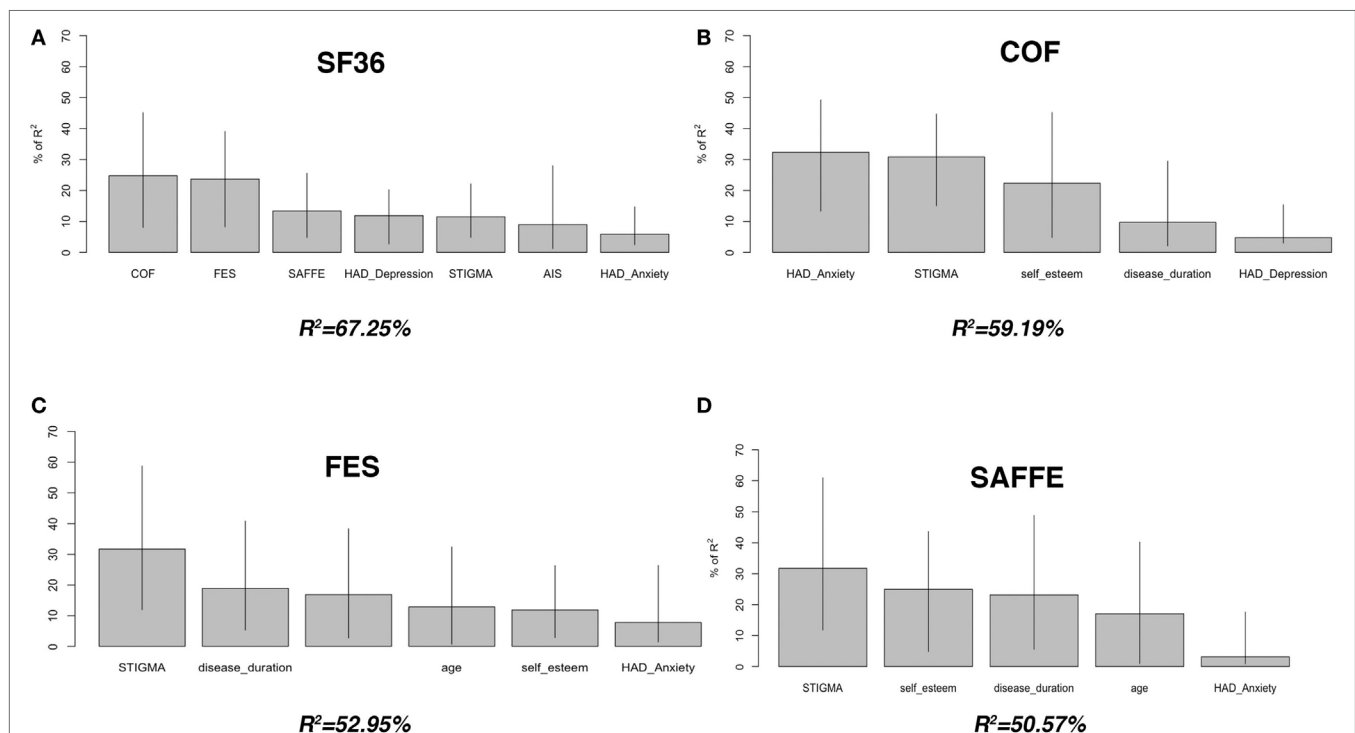 A
SF36
% of R²
70
60
50
40
30
20
10
0
COF FES SAFFE HAD_Depression STIGMA AIS HAD_Anxiety
R²=67.25%
B
COF
% of R²
70
60
50
40
30
20
10
0
HAD_Anxiety STIGMA self_esteem disease_duration HAD_Depression
R²=59.19%
C
FES
70
60
50
40
30
20
10
0
STIGMA disease_duration age self_esteem HAD_Anxiety
R²=52.95%
D
SAFFE
% of R²
70
60
50
40
30
20
10
0
STIGMA self_esteem disease_duration age HAD_Anxiety
R²=50.57%